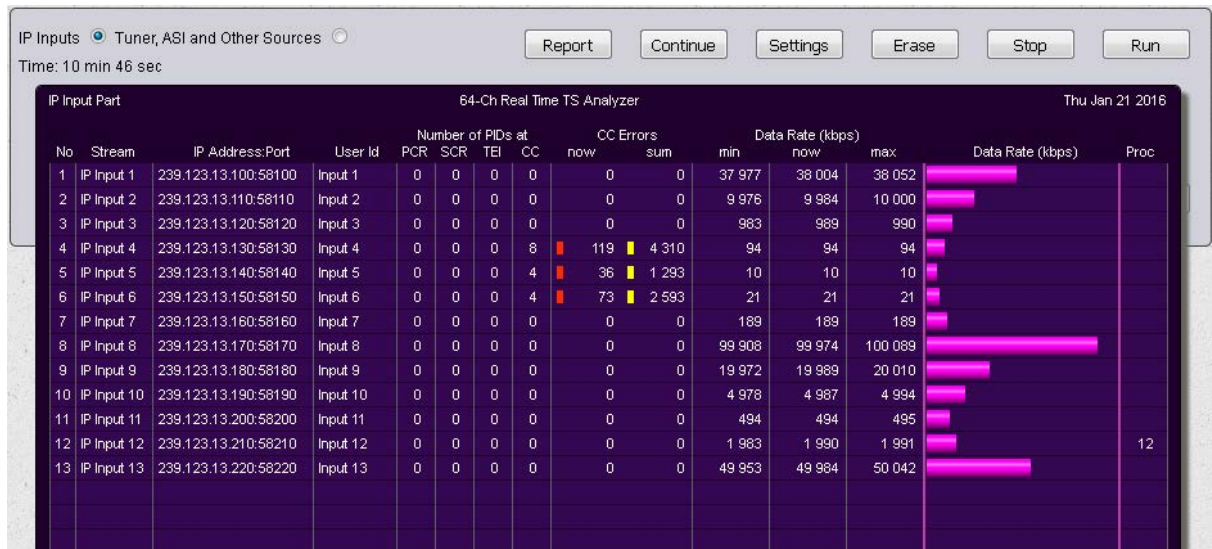 IP Inputs Tuner, ASI and Other Sources Report Continue Settings Erase Stop Run
Time: 10 min 46 sec
IP Input Part 64-Ch Real Time TS Analyzer Thu Jan 21 2016
Number of PIDs at CC Errors Data Rate (kbps)
No Stream IP Address:Port User Id PCR SCR TEI CC now sum min now max Data Rate (kbps) Proc
1 IP Input 1 239.123.13.100:58100 Input 1 0 0 0 0 0 0 37 977 38 004 38 052
2 IP Input 2 239.123.13.110:58110 Input 2 0 0 0 0 0 0 9 976 9 984 10 000
3 IP Input 3 239.123.13.120:58120 Input 3 0 0 0 0 0 0 983 989 990
4 IP Input 4 239.123.13.130:58130 Input 4 0 0 0 8 119 4 310 94 94 94
5 IP Input 5 239.123.13.140:58140 Input 5 0 0 0 4 36 1 293 10 10 10
6 IP Input 6 239.123.13.150:58150 Input 6 0 0 0 4 73 2 593 21 21 21
7 IP Input 7 239.123.13.160:58160 Input 7 0 0 0 0 0 0 189 189 189
8 IP Input 8 239.123.13.170:58170 Input 8 0 0 0 0 0 0 99 908 99 974 100 089
9 IP Input 9 239.123.13.180:58180 Input 9 0 0 0 0 0 0 19 972 19 989 20 010
10 IP Input 10 239.123.13.190:58190 Input 10 0 0 0 0 0 0 4 978 4 987 4 994
11 IP Input 11 239.123.13.200:58200 Input 11 0 0 0 0 0 0 494 494 495
12 IP Input 12 239.123.13.210:58210 Input 12 0 0 0 0 0 0 1 983 1 990 1 991 12
13 IP Input 13 239.123.13.220:58220 Input 13 0 0 0 0 0 0 49 953 49 984 50 042